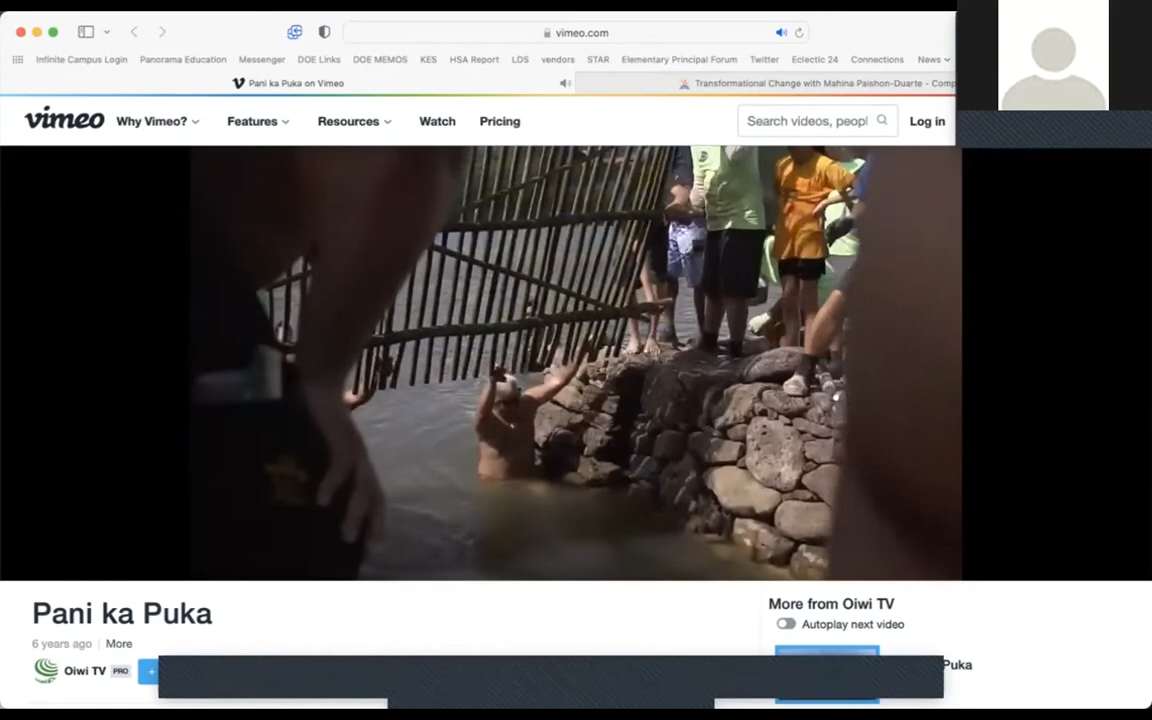 vimeo.com
Infinite Campus Login Panorama Education Messenger DOE Links DOE MEMOS KES HSA Report LDS vendors STAR Elementary Principal Forum Twitter Eclectic 24 Connections News
Pani ka Puka on Vimeo Transformational Change with Mahina Paishon-Duarte - Comp
vimeo Why Vimeo? Features Resources Watch Pricing Search videos, peopl Log in
Pani ka Puka
6 years ago | More
Oiwi TV PRO +
More from Oiwi TV
Autoplay next video
Puka